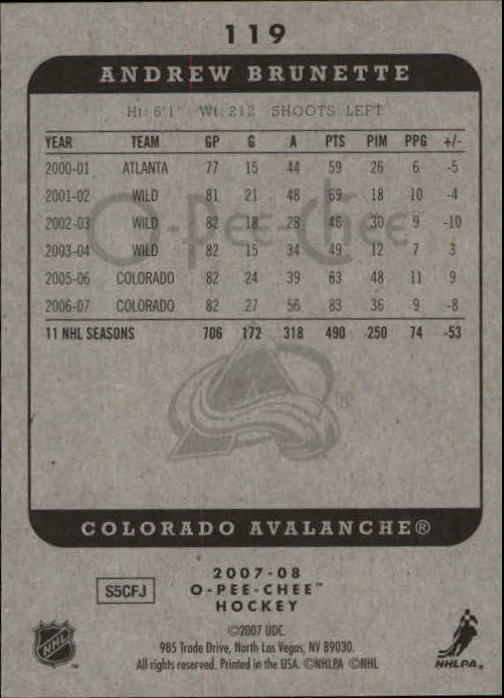 119
ANDREW BRUNETTE
Ht: 6'1" Wt: 212 SHOOTS: LEFT
YEAR TEAM GP G A PTS PIM PPG +/-
2000-01 ATLANTA 77 15 44 59 26 6 -5
2001-02 WILD 81 21 48 69 18 10 -4
2002-03 WILD 82 18 28 46 30 9 -10
2003-04 WILD 82 15 34 49 12 7 3
2005-06 COLORADO 82 24 39 63 48 11 9
2006-07 COLORADO 82 27 56 83 36 9 -8
11 NHL SEASONS 706 172 318 490 250 74 -53
O-Pee-Chee
®
COLORADO AVALANCHE®
2007-08
S5CFJ O-PEE-CHEE™
HOCKEY
©2007 UDC.
985 Trade Drive, North Las Vegas, NV 89030.
All rights reserved. Printed in the USA. ©NHLPA ©NHL
NHL ™
NHLPA®